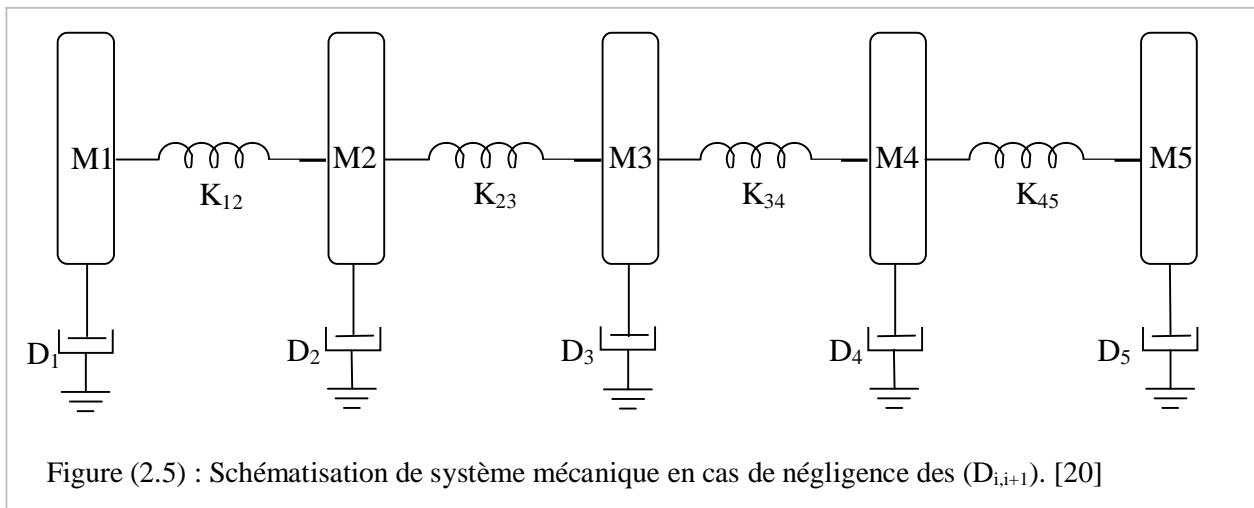 M1 M2 M3 M4 M5
K12 K23 K34 K45
D1 D2 D3 D4 D5
Figure (2.5) : Schématisation de système mécanique en cas de négligence des (Di,i+1). [20]